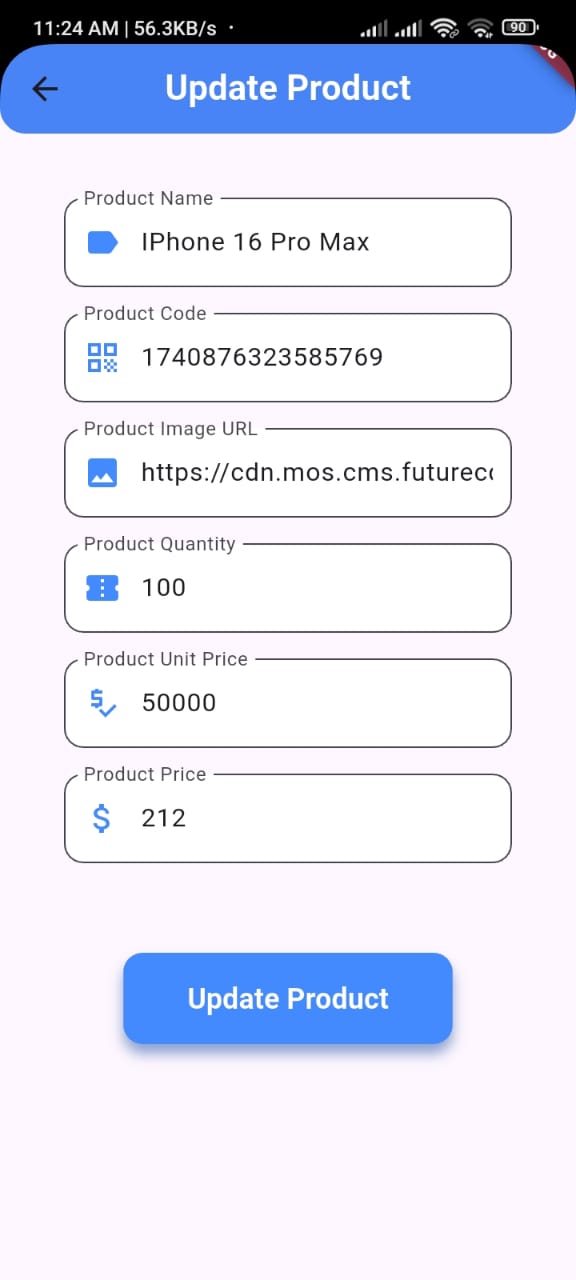 11:24 AM | 56.3KB/s ·
90
Update Product
Product Name
IPhone 16 Pro Max
Product Code
1740876323585769
Product Image URL
https://cdn.mos.cms.futurec
Product Quantity
100
Product Unit Price
50000
Product Price
212
Update Product